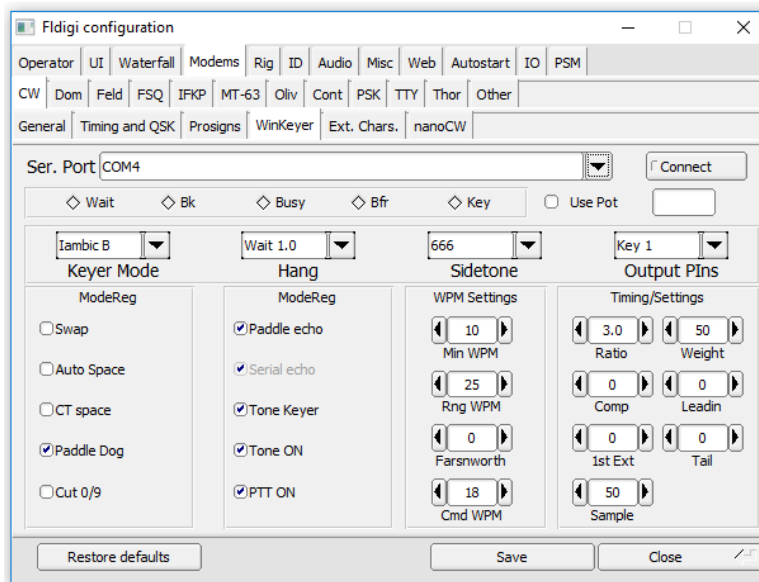 Fldigi configuration
Operator UI Waterfall Modems Rig ID Audio Misc Web Autostart IO PSM
CW Dom Feld FSQ IFKP MT-63 Oliv Cont PSK TTY Thor Other
General Timing and QSK Prosigns WinKeyer Ext. Chars. nanoCW
Ser. Port COM4 Connect
Wait Bk Busy Bfr Key Use Pot
Iambic B Wait 1.0 666 Key 1
Keyer Mode Hang Sidetone Output PIns
ModeReg ModeReg WPM Settings Timing/Settings
Swap Paddle echo 10 3.0 50
Min WPM Ratio Weight
Auto Space Serial echo 25 0 0
Rng WPM Comp Leadin
CT space Tone Keyer
Paddle Dog Tone ON 0 0 0
Farsnworth 1st Ext Tail
Cut 0/9 PTT ON 18 50
Cmd WPM Sample
Restore defaults Save Close